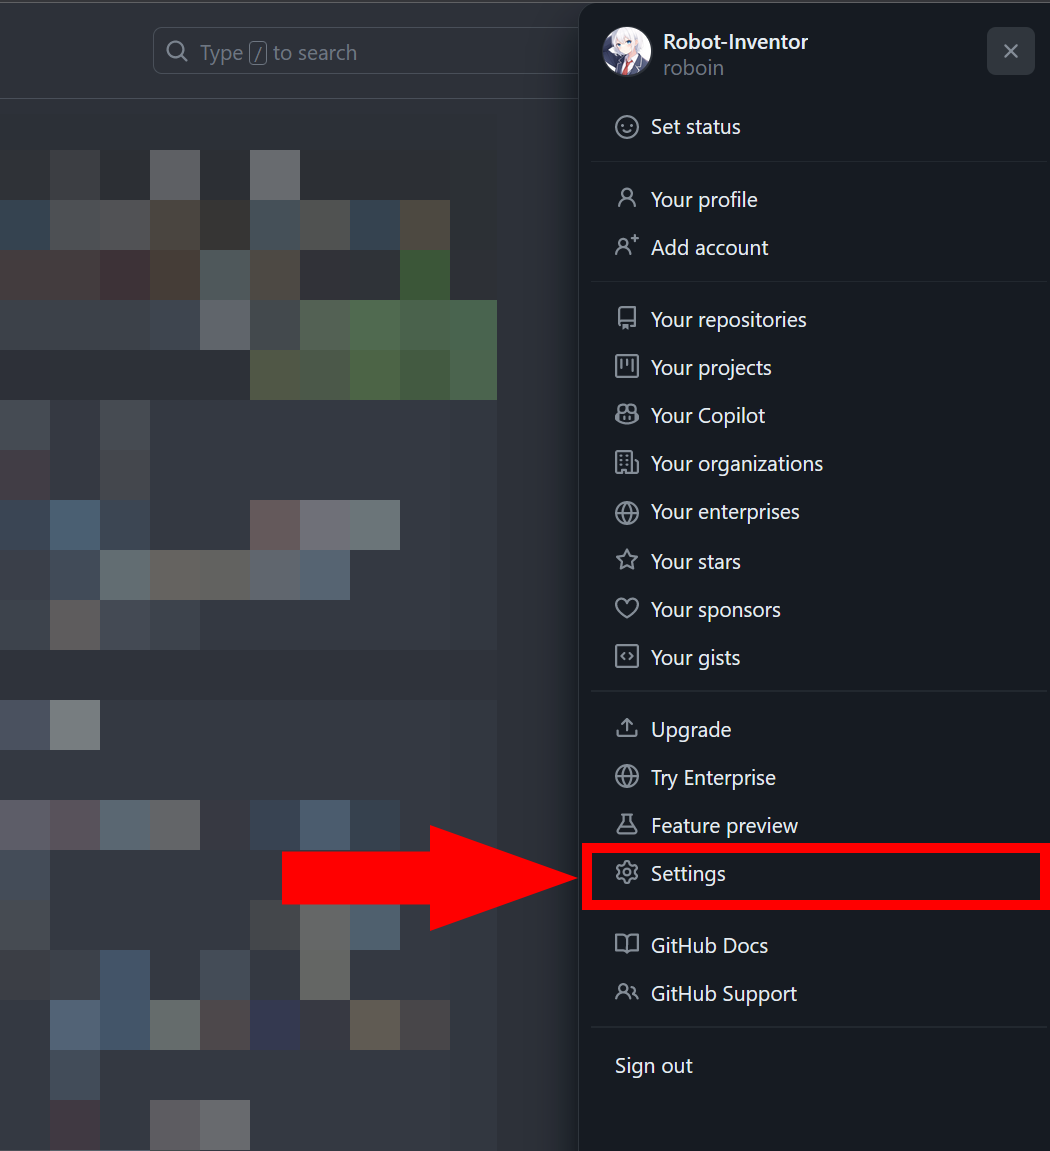 Type / to search
Robot-Inventor
roboin
Set status
Your profile
Add account
Your repositories
Your projects
Your Copilot
Your organizations
Your enterprises
Your stars
Your sponsors
Your gists
Upgrade
Try Enterprise
Feature preview
Settings
GitHub Docs
GitHub Support
Sign out